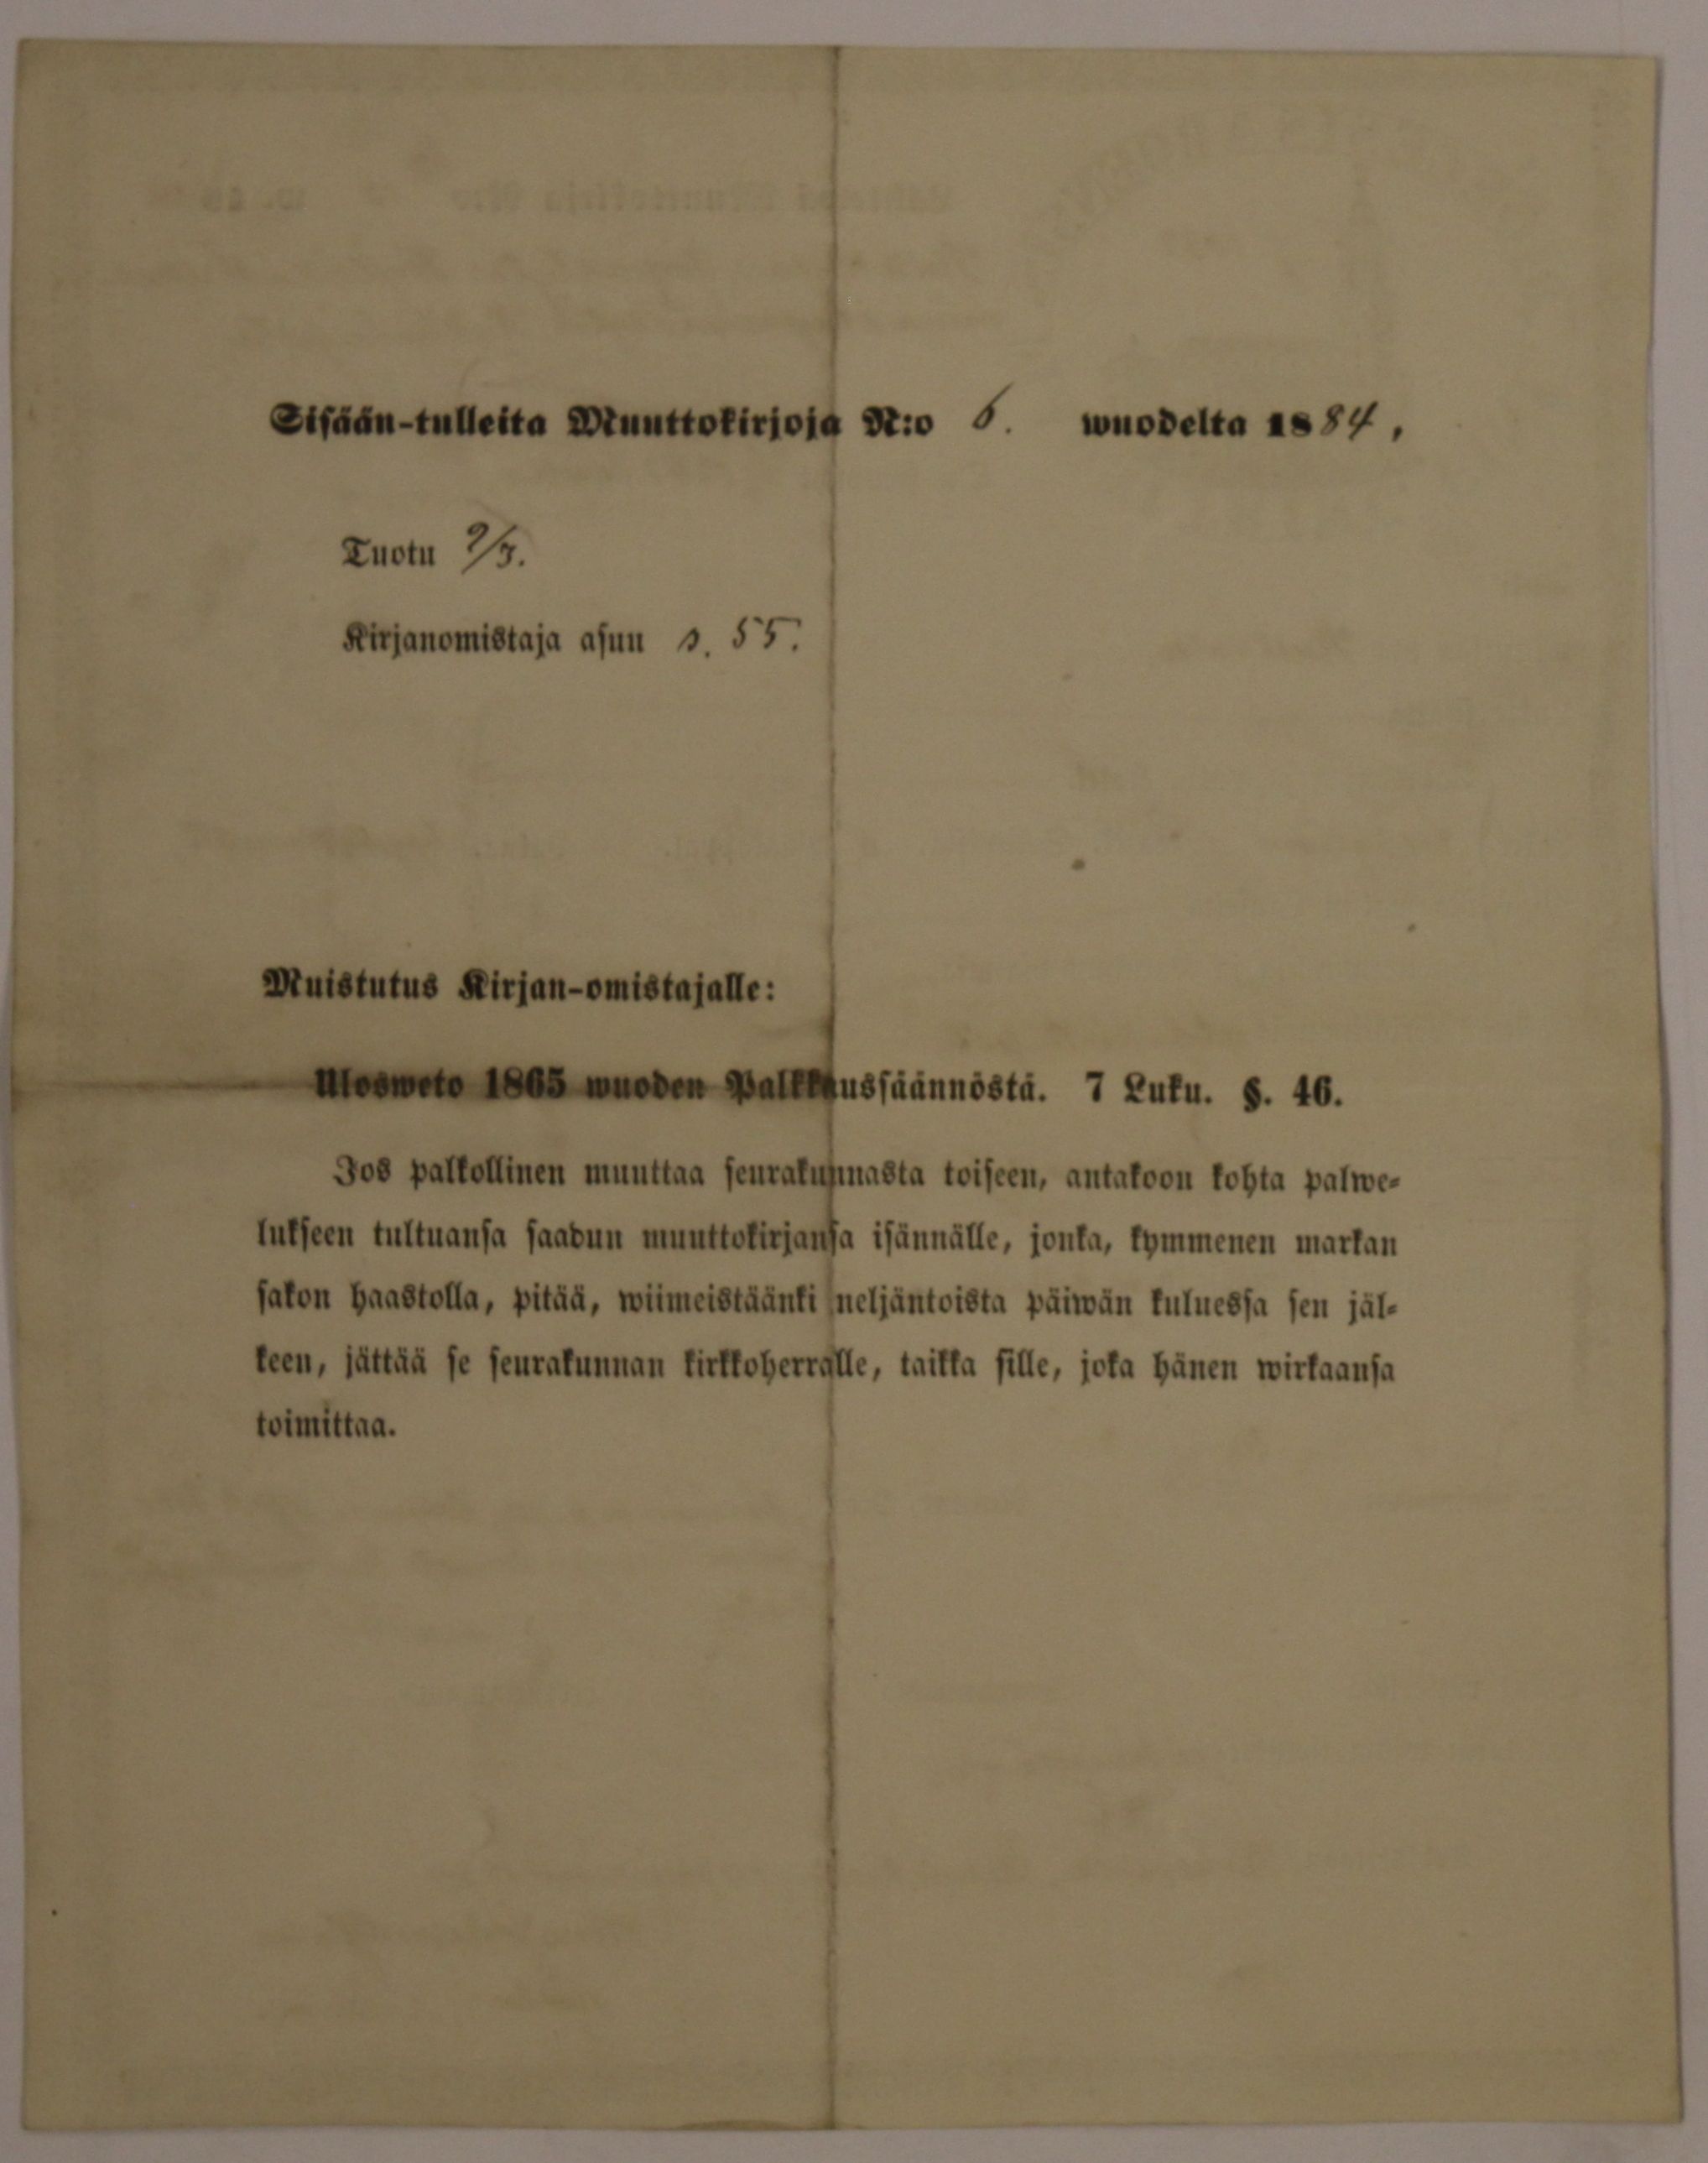 Sisään-tulleita Muuttokirjoja N:o 6. wuodelta 1884.
Tuotu 9/3.
Kirjanomistaja asuu s. 55.
Muistutus Kirjan-omistajalle:
Ulosweto 1865 wuoden Palkkaussäännöstä. 7 Luku. §. 46.
Jos palkollinen muuttaa seurakunnasta toiseen, antakoon kohta palwe-
lukseen tultuansa saadun muuttokirjansa isännälle, jonka, kymmenen markan
sakon haastolla, pitää, wiimeistäänki neljäntoista päiwän kuluessa sen jäl-
keen, jättää se seurakunnan kirkkoherralle, taikka sille, joka hänen wirkaansa
toimittaa.